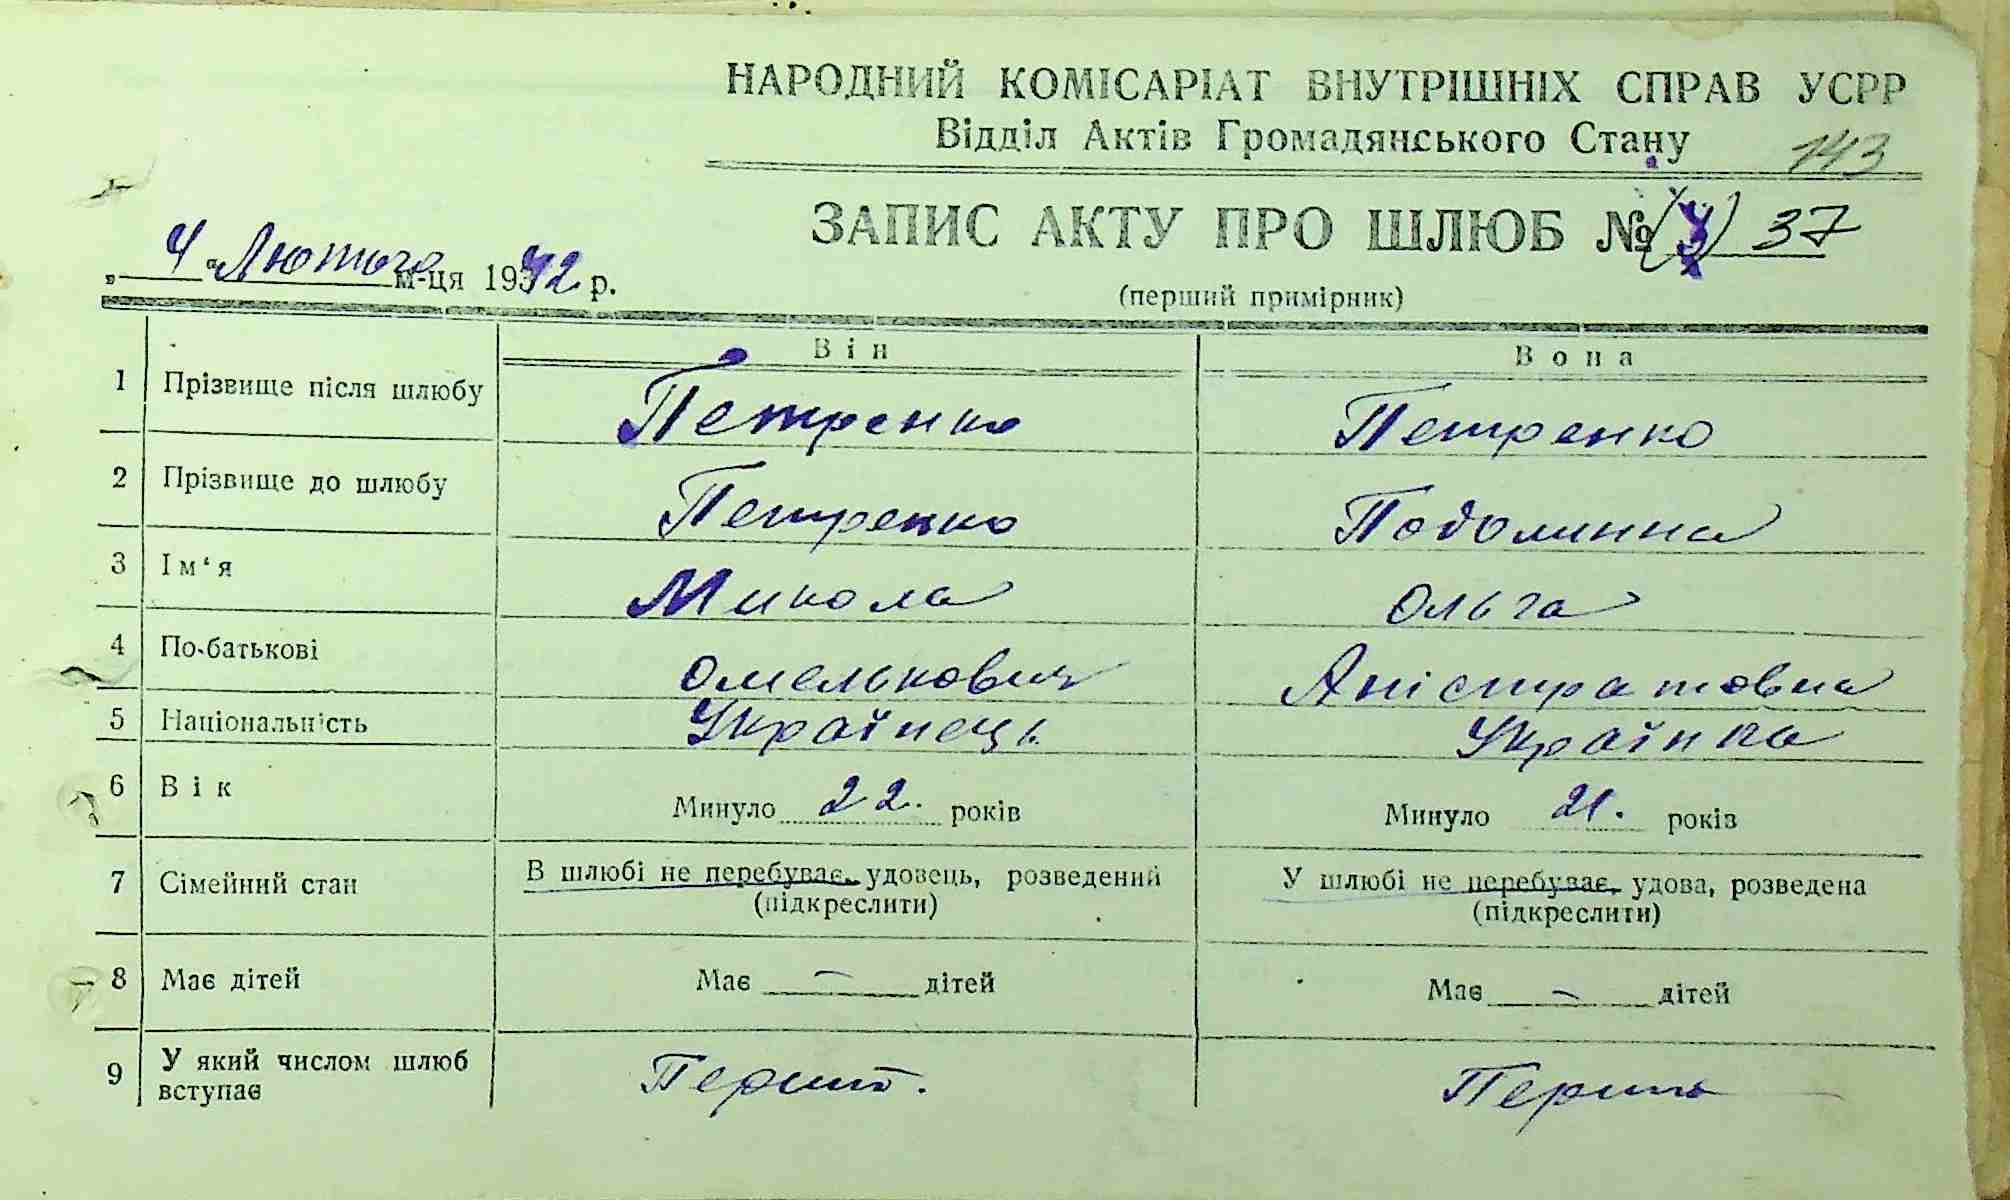 НАРОДНИЙ КОМІСАРІАТ ВНУТРІШНІХ СПРАВ УСРР
Відділ Актів Громадянського Стану
143
ЗАПИС АКТУ ПРО ШЛЮБ № (3) 37
„ 4 " Лютого м-ця 1942 р.
(перший примірник)
Він Вона
1 Прізвище після шлюбу Петренко Петренко
2 Прізвище до шлюбу Петренко Подолинна
3 Ім‘я Микола Ольга
4 По-батькові Омелькович Аністратовна
5 Національність Українець Українка
6 Вік Минуло 22. років Минуло 21. років
7 Сімейний стан В шлюбі не перебуває, удовець, розведений У шлюбі не перебуває, удова, розведена
(підкреслити) (підкреслити)
8 Має дітей Має — дітей Має — дітей
9 У який числом шлюб
вступає Перший. Перший